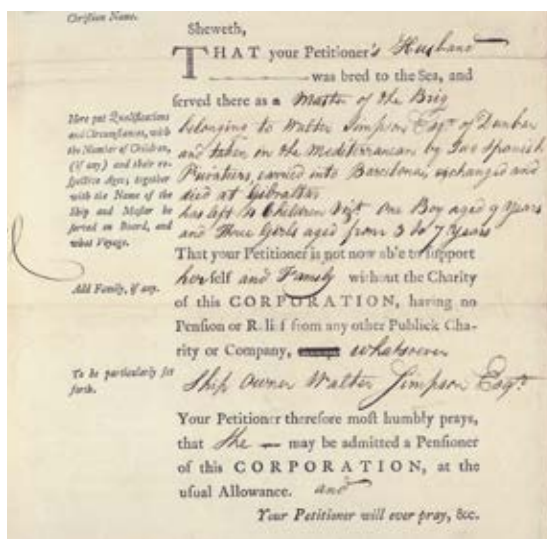 Christian Name.
Sheweth,
THAT your Petitioner's Husband
was bred to the Sea, and
served there as a Master of the Brig
belonging to Walter Simpson Esqr. of Dunbar
and taken on the Mediterranean by Two Spanish
Privatiers, carried into Barcelona, exchanged and
died at Gibraltar
has left 4 Children Vizt. One Boy aged 9 Years
and Three Girls aged from 3 to 7 Years
Here put Qualifications
and Circumstances, with
the Number of Children,
(if any) and their re-
spective Ages; together
with the Name of the
Ship and Master he
served on Board, and
what Voyage.
That your Petitioner is not now able to support
herself and Family without the Charity
Add Family, if any.
of this CORPORATION, having no
Pension or R. lief from any other Publick Cha-
rity or Company, whatsoever
To be particularly set
forth.
Ship Owner Walter Simpson Esqr.
Your Petitioner therefore most humbly prays,
that She may be admitted a Pensioner
of this CORPORATION, at the
usual Allowance. and
Your Petitioner will ever pray, &c.